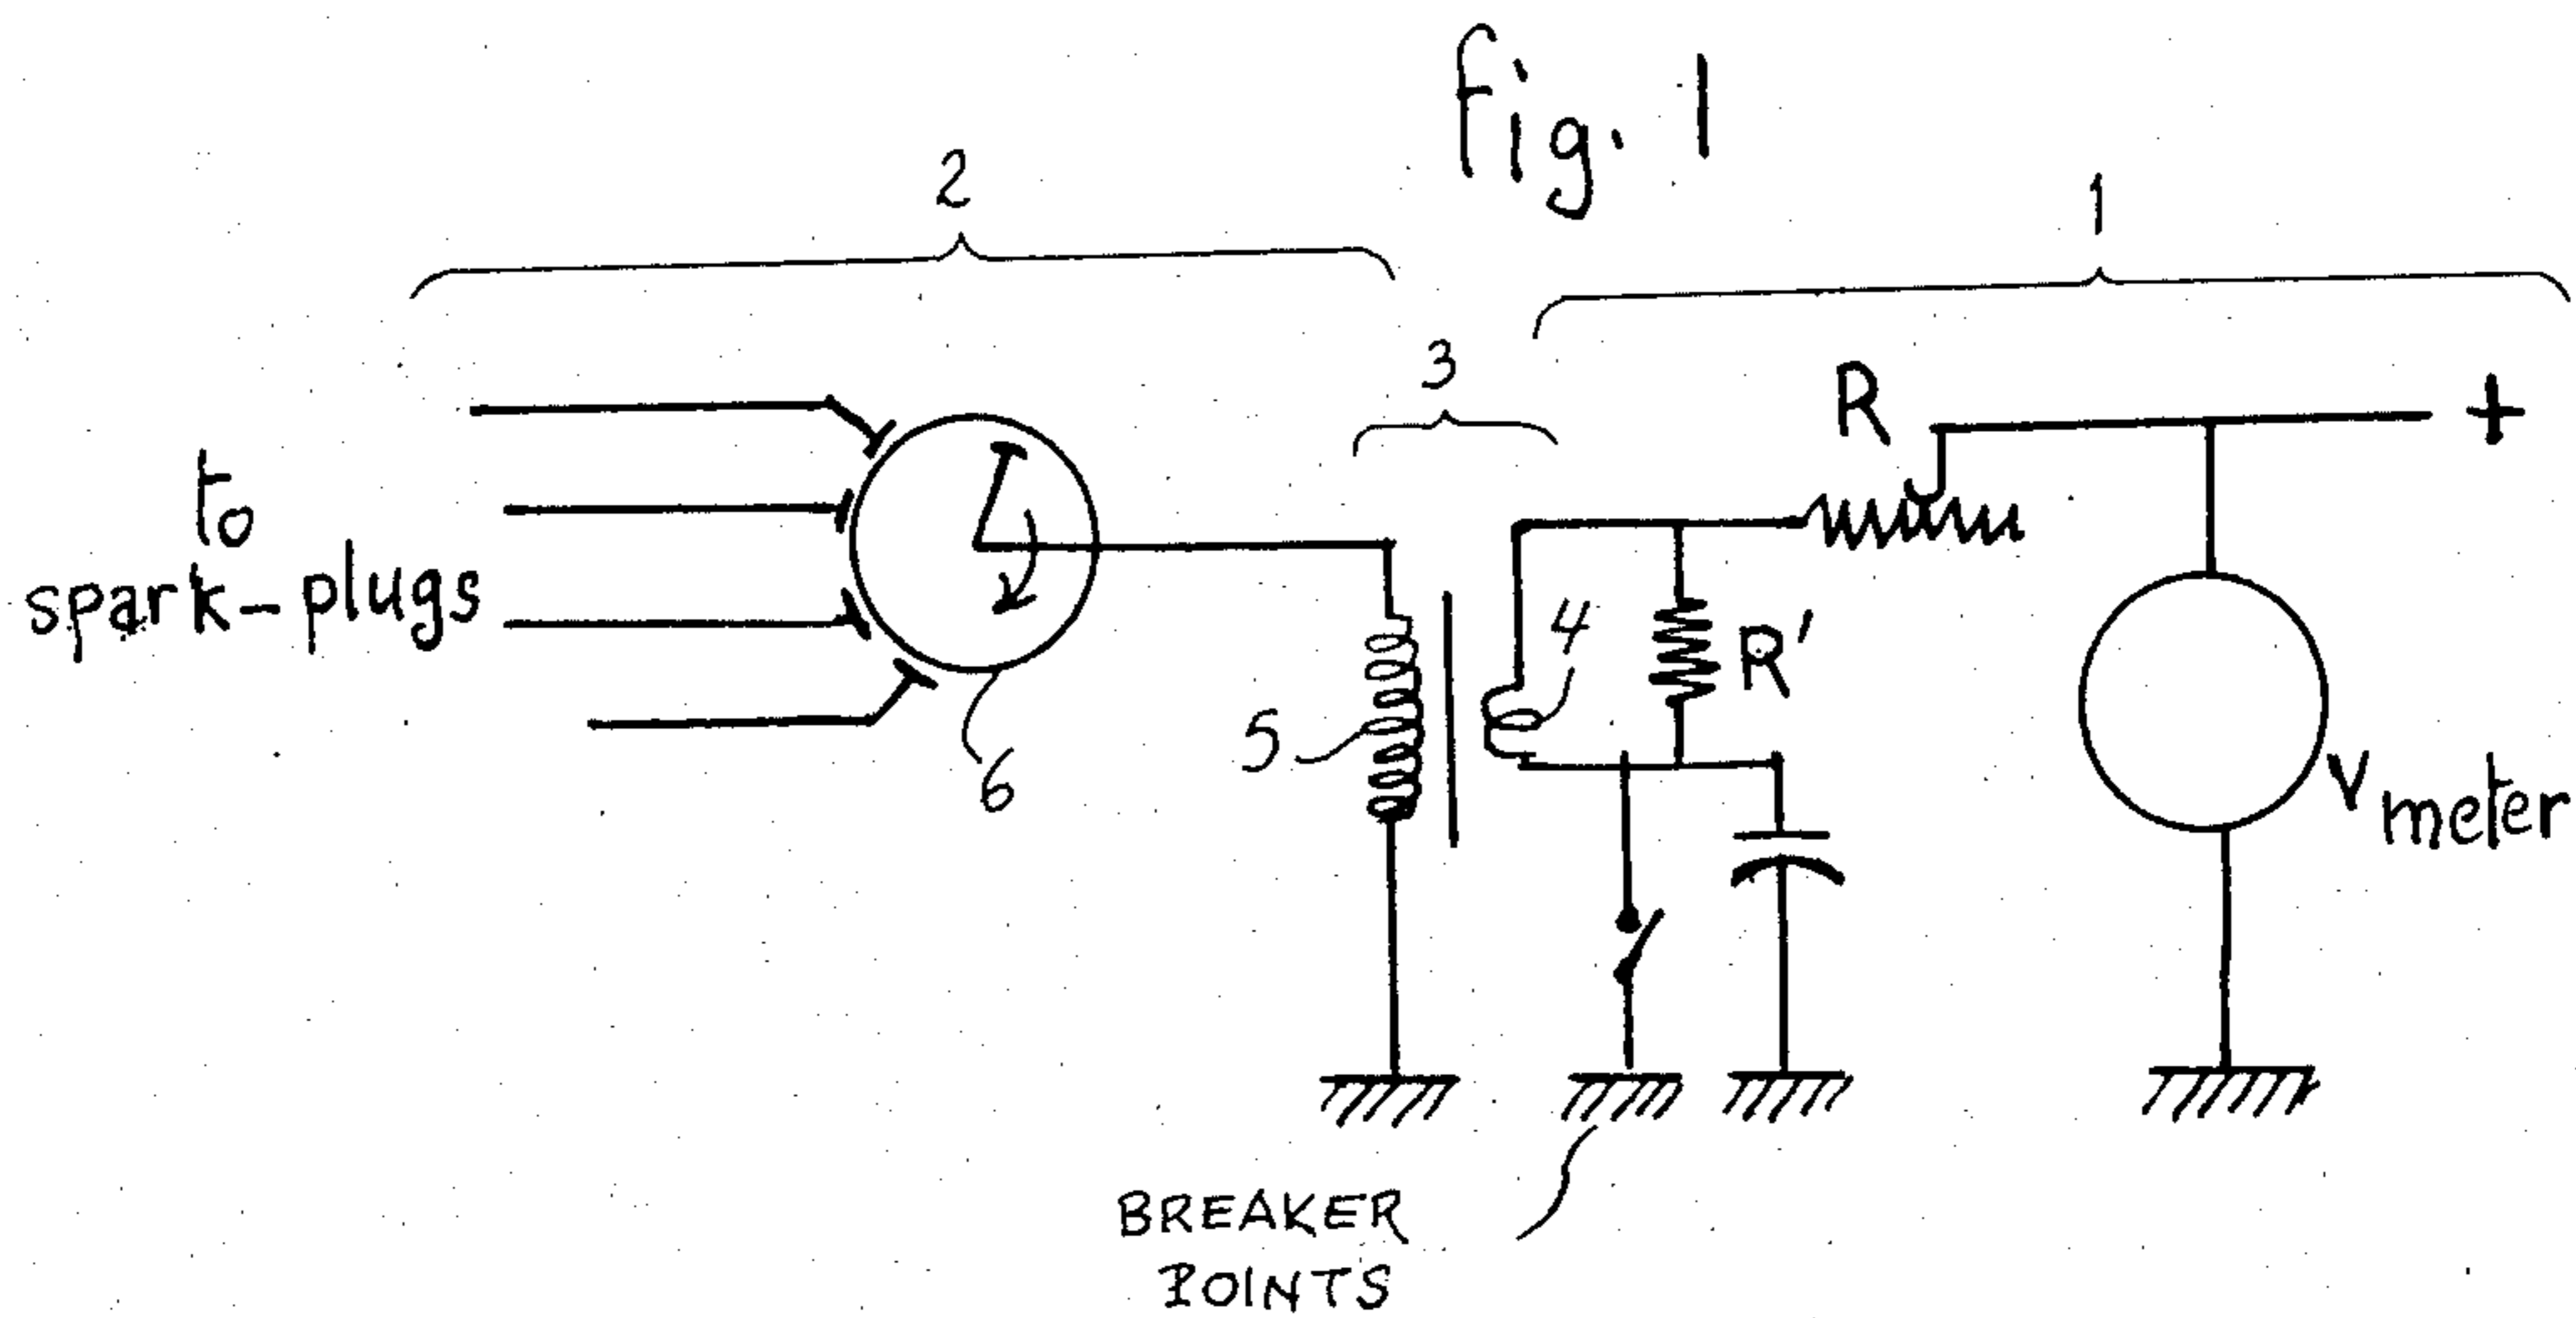 Fig. 1
2
1
3
R
+
to
spark-plugs
4
R'
5
6
V meter
BREAKER
POINTS